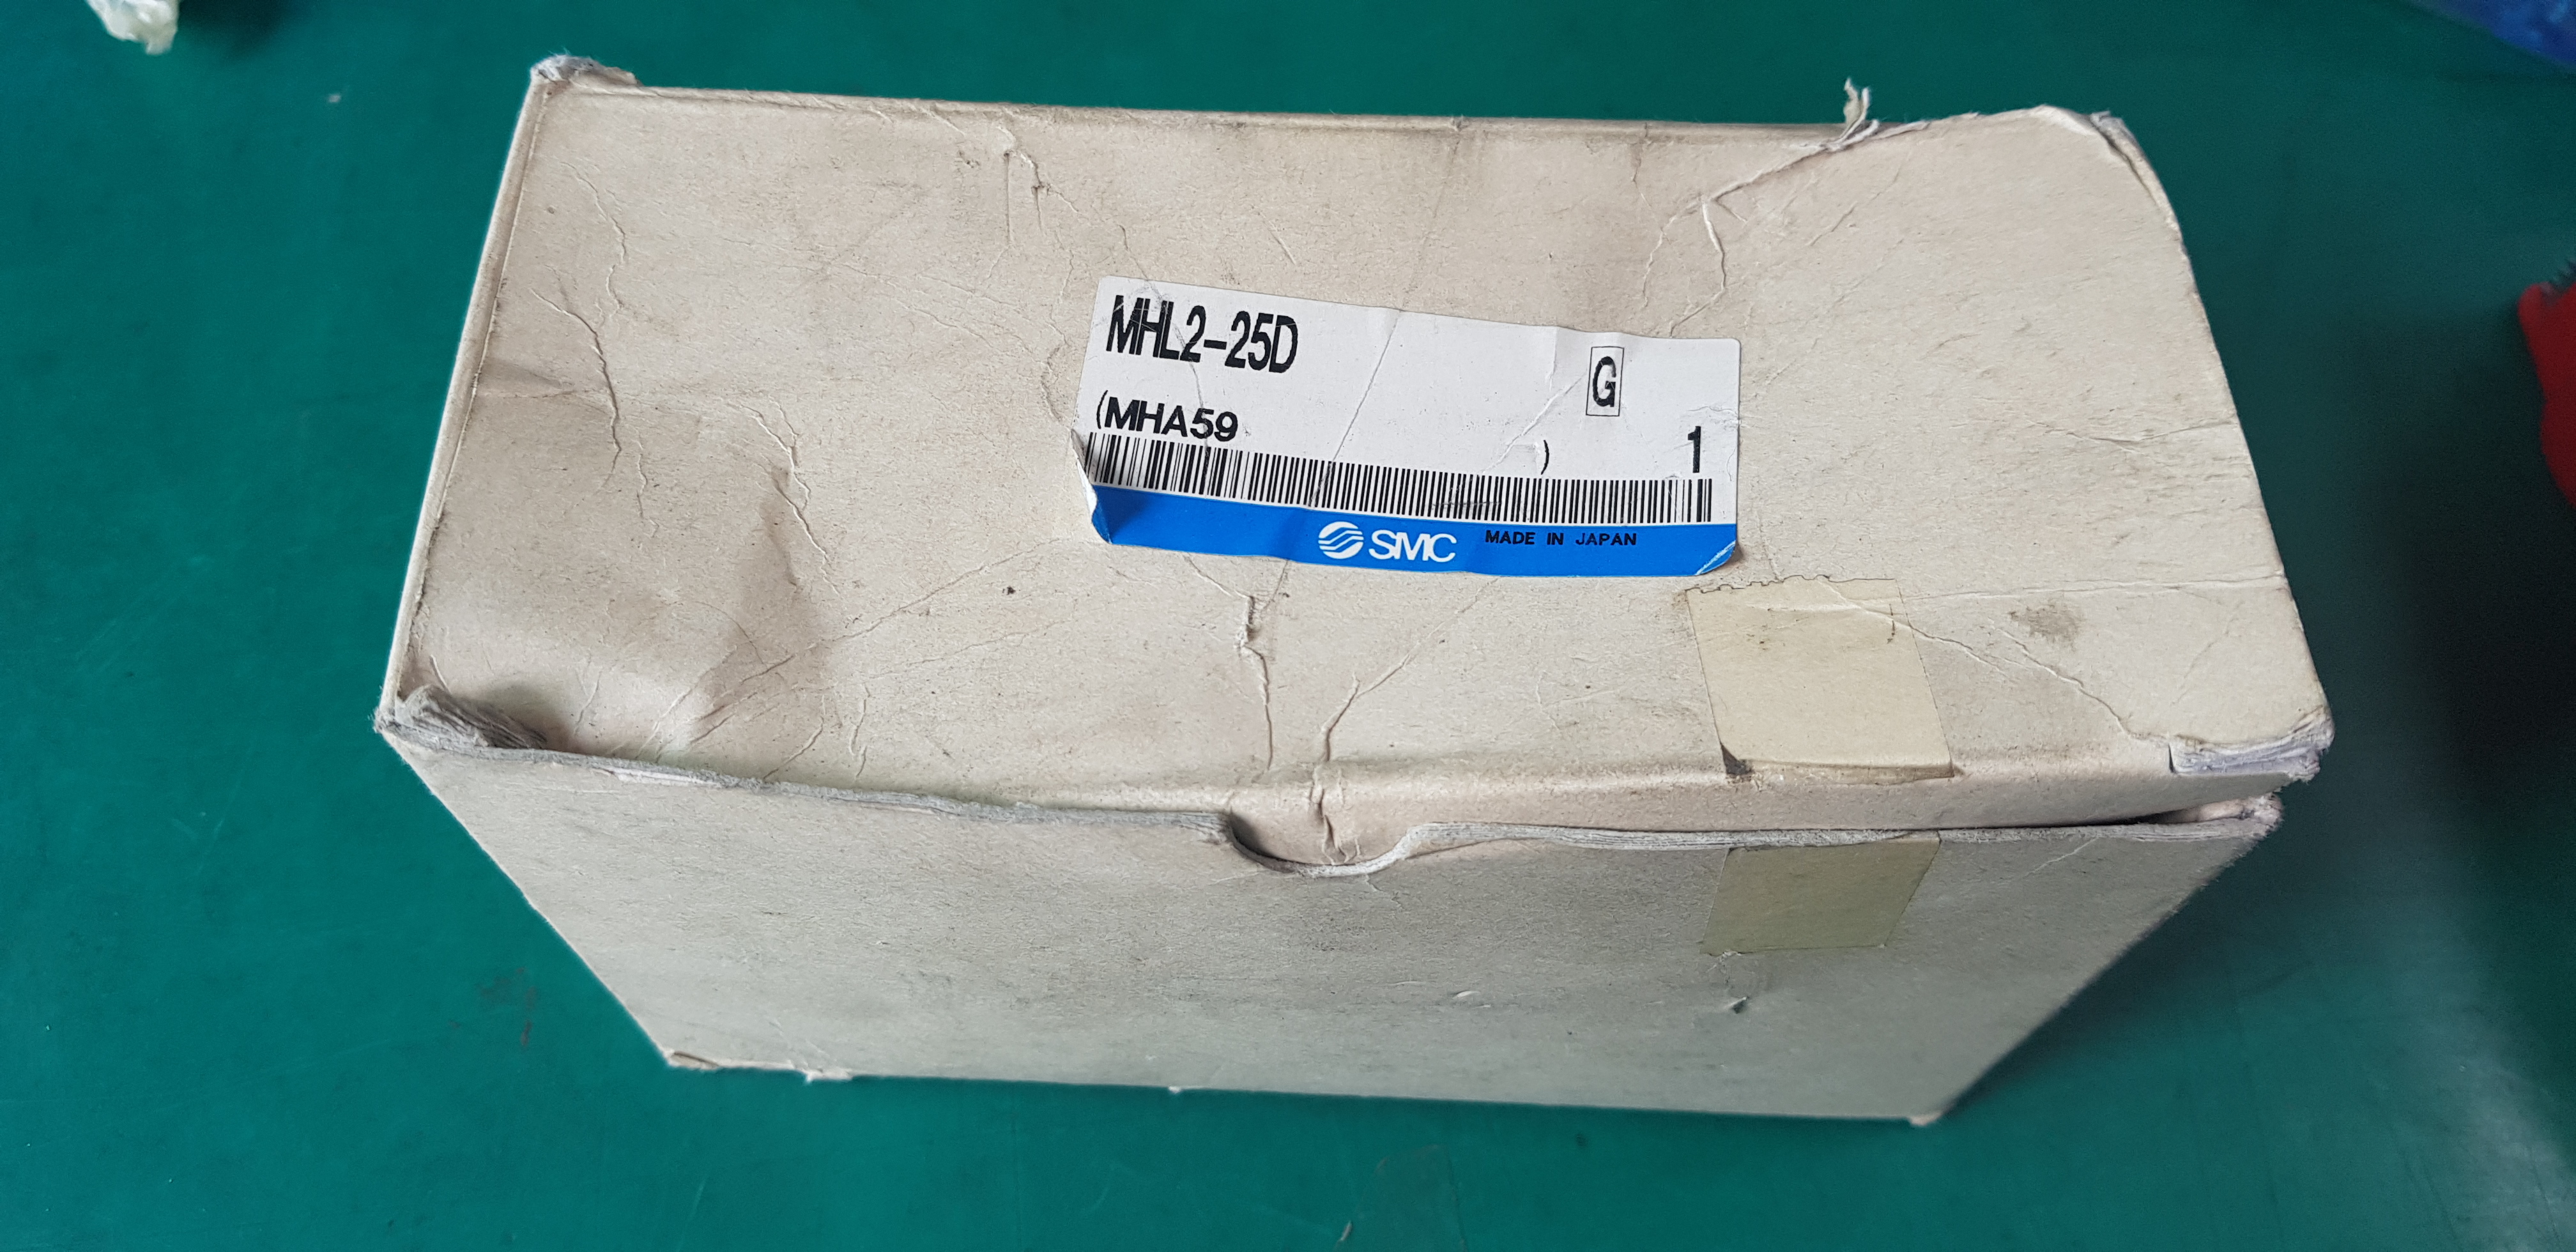 MHL2-25D
G
(MHA59 )
1
SMC MADE IN JAPAN